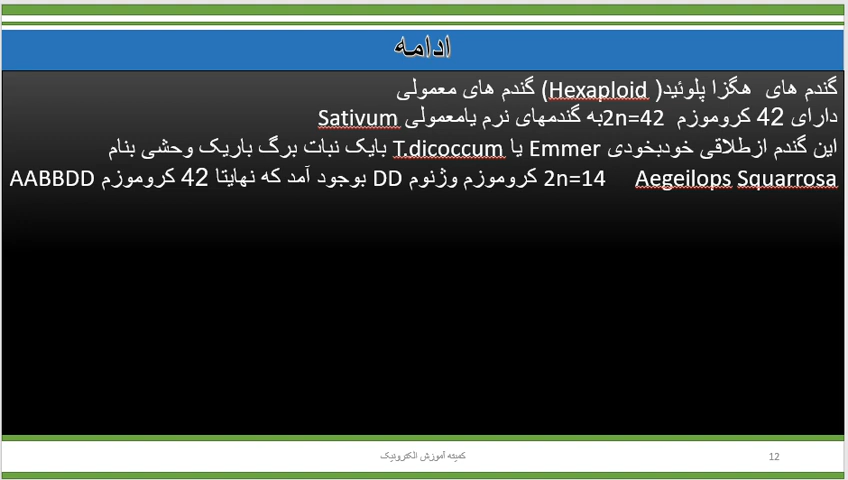 ادامه
گندم های هگزا پلوئید( Hexaploid) گندم های معمولی
دارای 42 کروموزم 2n=42به گندمهای نرم یامعمولی Sativum
این گندم ازطلاقی خودبخودی Emmer یا T.dicoccum بایک نبات برگ باریک وحشی بنام
Aegeilops Squarrosa 2n=14 کروموزم وژنوم DD بوجود آمد که نهایتا 42 کروموزم AABBDD
کمیته آموزش الکترونیک
12